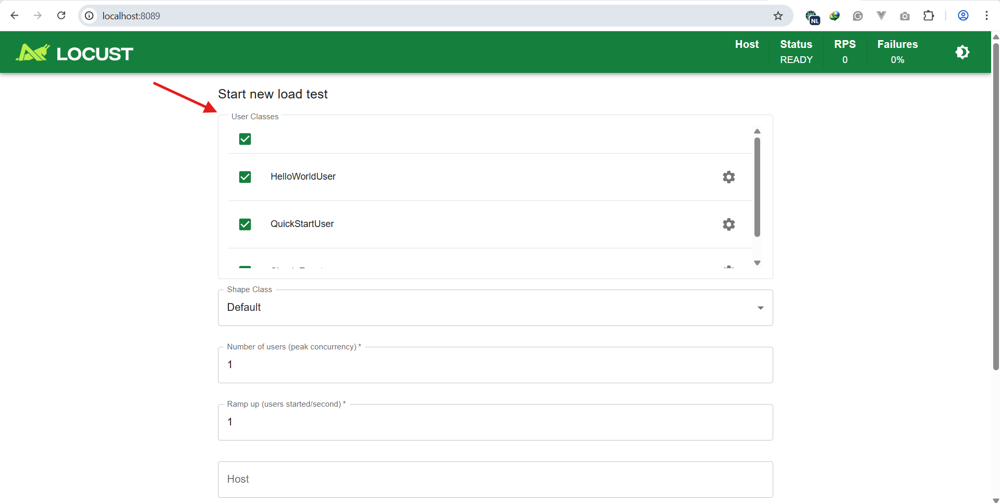 localhost:8089
NL
LOCUST
Host
Status
READY
RPS
0
Failures
0%
Start new load test
User Classes
HelloWorldUser
QuickStartUser
Shape Class
Default
Number of users (peak concurrency) *
1
Ramp up (users started/second) *
1
Host